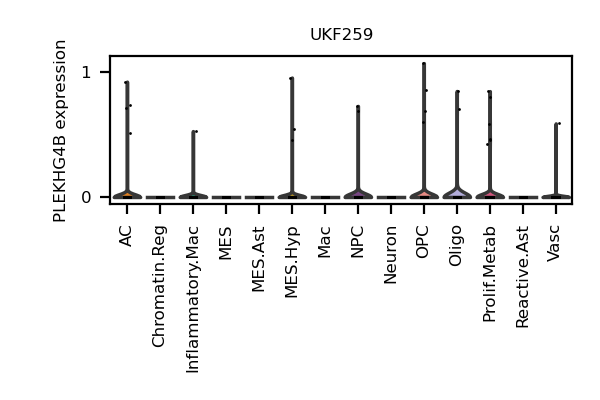 UKF259
PLEKHG4B expression
1
0
AC
Chromatin.Reg
Inflammatory.Mac
MES
MES.Ast
MES.Hyp
Mac
NPC
Neuron
OPC
Oligo
Prolif.Metab
Reactive.Ast
Vasc